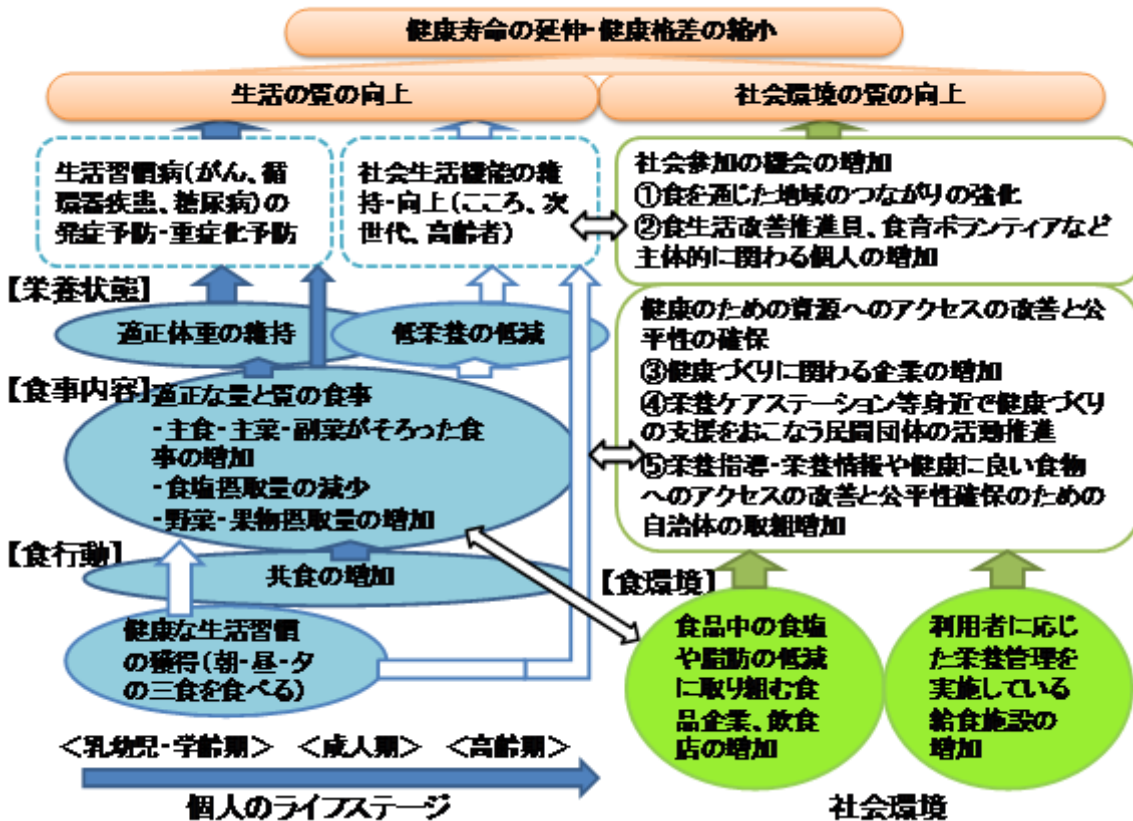 健康寿命の延伸・健康格差の縮小
生活の質の向上
社会環境の質の向上
生活習慣病(がん、循
環器疾患、糖尿病)の
発症予防・重症化予防
社会生活機能の維
持・向上(こころ、次
世代、高齢者)
社会参加の機会の増加
①食を通じた地域のつながりの強化
②食生活改善推進員、食育ボランティアなど
主体的に関わる個人の増加
【栄養状態】
適正体重の維持
低栄養の低減
【食事内容】
適正な量と質の食事
・主食・主菜・副菜がそろった食
事の増加
・食塩摂取量の減少
・野菜・果物摂取量の増加
健康のための資源へのアクセスの改善と公
平性の確保
③健康づくりに関わる企業の増加
④栄養ケアステーション等身近で健康づくり
の支援をおこなう民間団体の活動推進
⑤栄養指導・栄養情報や健康に良い食物
へのアクセスの改善と公平性確保のための
自治体の取組増加
【食行動】
共食の増加
健康な生活習慣
の獲得(朝・昼・夕
の三食を食べる)
【食環境】
食品中の食塩
や脂肪の低減
に取り組む食
品企業、飲食
店の増加
利用者に応じ
た栄養管理を
実施している
給食施設の
増加
<乳幼児・学齢期>
<成人期>
<高齢期>
個人のライフステージ
社会環境